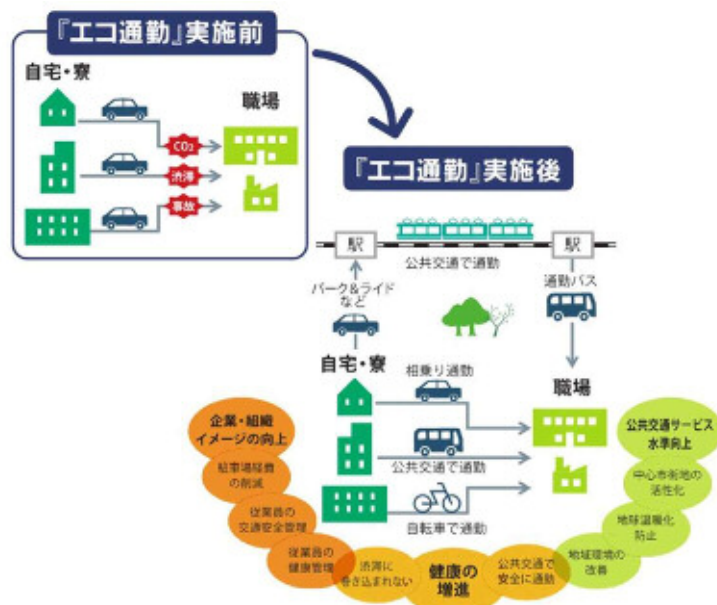 『エコ通勤』実施前
自宅・寮
職場
CO₂
渋滞
事故
『エコ通勤』実施後
駅
駅
公共交通で通勤
パーク&ライド
など
通勤バス
自宅・寮
相乗り通勤
職場
公共交通で通勤
自転車で通勤
企業・組織
イメージの向上
駐車場経費
の削減
従業員の
交通安全管理
従業員の
健康管理
渋滞に
巻き込まれない
健康の
増進
公共交通で
安全に通勤
地域環境の
改善
地球温暖化
防止
中心市街地の
活性化
公共交通サービス
水準向上